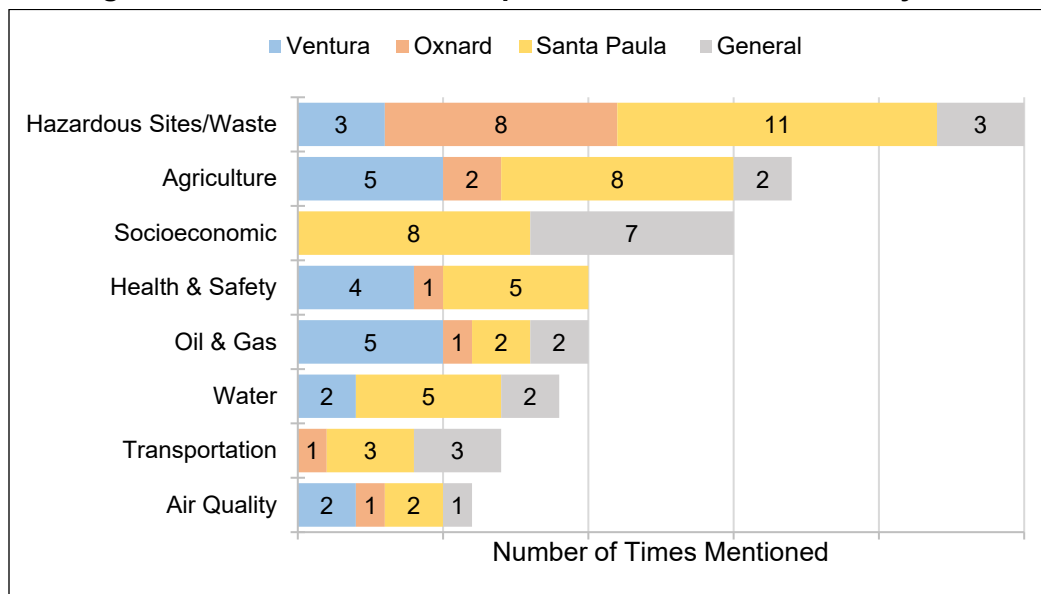 Ventura Oxnard Santa Paula General
Hazardous Sites/Waste 3 8 11 3
Agriculture 5 2 8 2
Socioeconomic 8 7
Health & Safety 4 1 5
Oil & Gas 5 1 2 2
Water 2 5 2
Transportation 1 3 3
Air Quality 2 1 2 1
Number of Times Mentioned